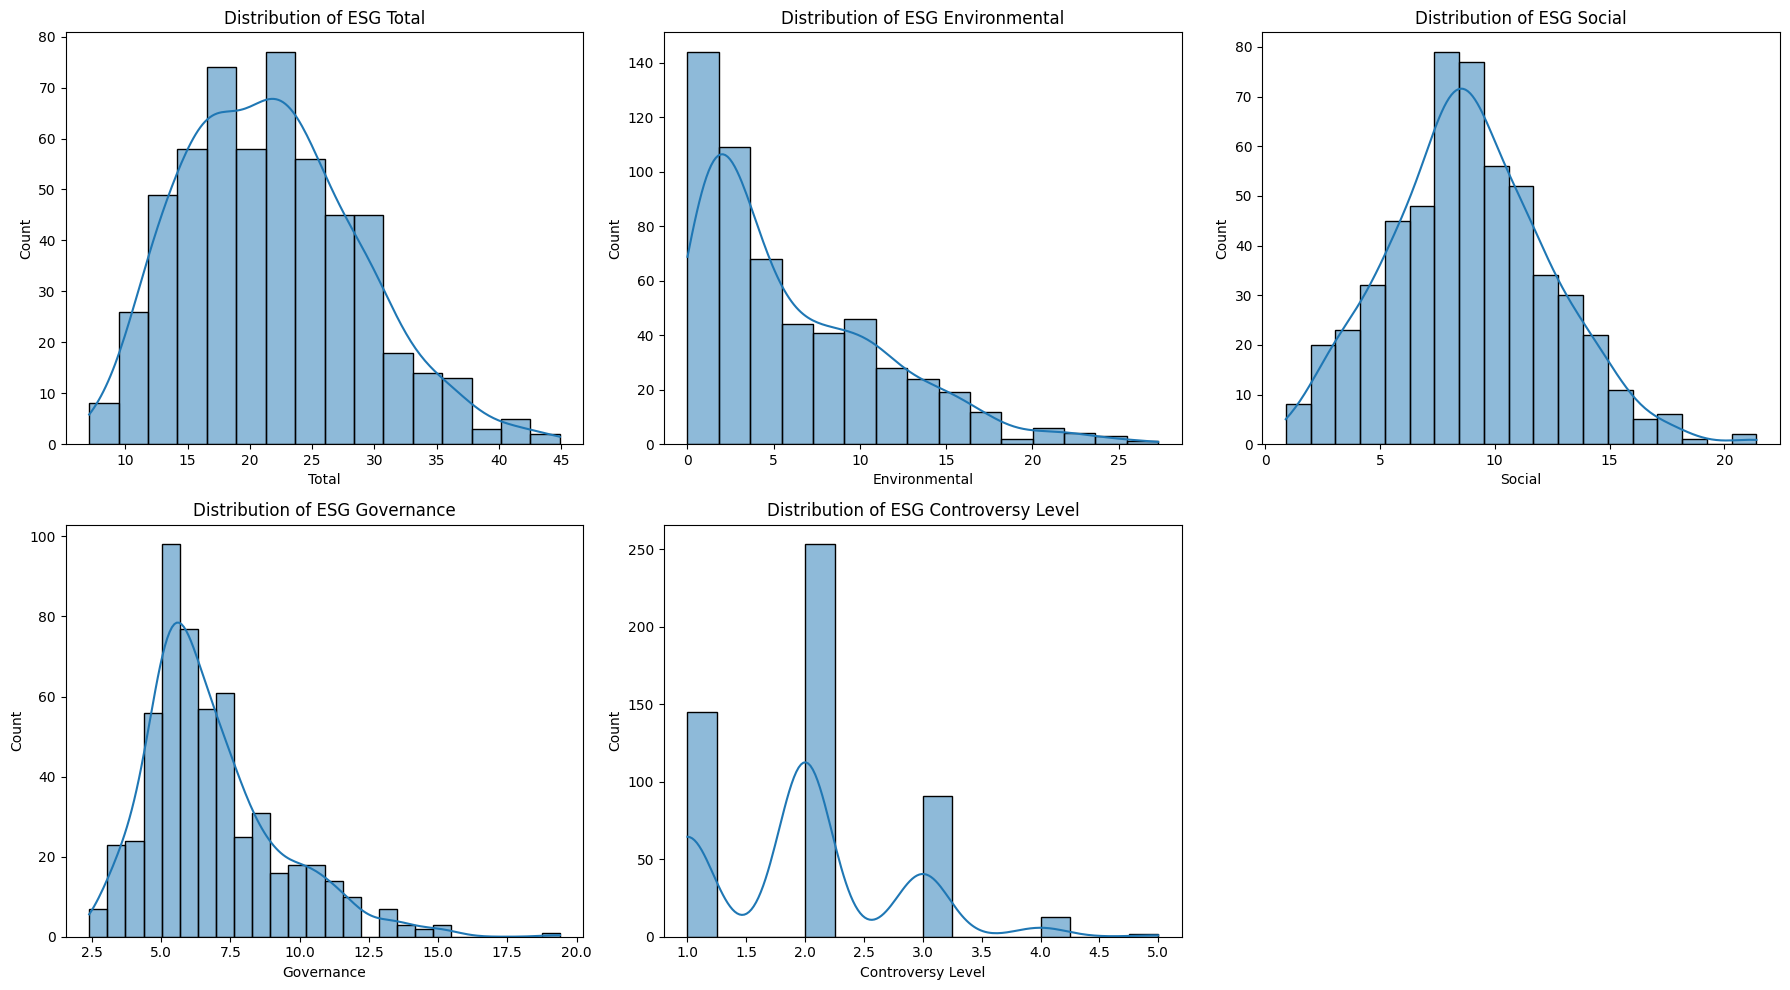 Distribution of ESG Total
Count
80
70
60
50
40
30
20
10
0
10 15 20 25 30 35 40 45
Total
Distribution of ESG Environmental
Count
140
120
100
80
60
40
20
0
0 5 10 15 20 25
Environmental
Distribution of ESG Social
Count
80
70
60
50
40
30
20
10
0
0 5 10 15 20
Social
Distribution of ESG Governance
Count
100
80
60
40
20
0
2.5 5.0 7.5 10.0 12.5 15.0 17.5 20.0
Governance
Distribution of ESG Controversy Level
Count
250
200
150
100
50
0
1.0 1.5 2.0 2.5 3.0 3.5 4.0 4.5 5.0
Controversy Level